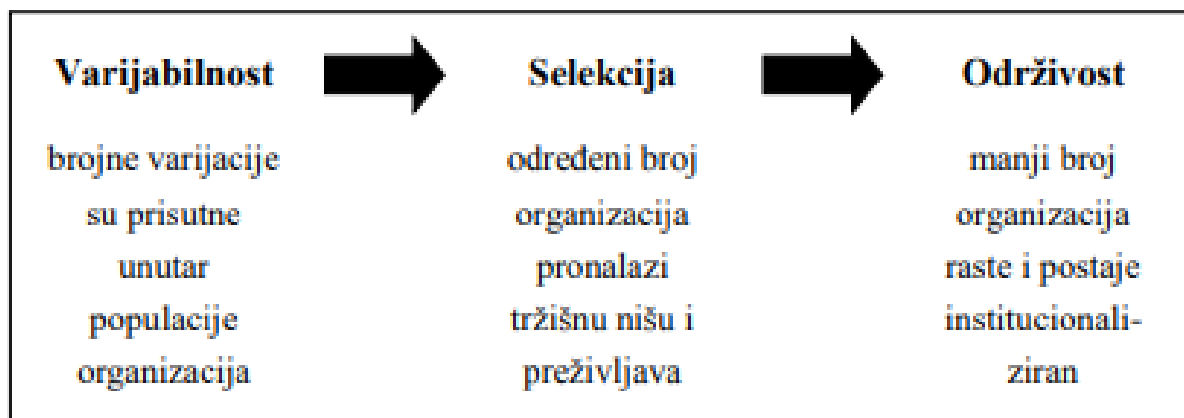 Varijabilnost
brojne varijacije
su prisutne
unutar
populacije
organizacija
Selekcija
određeni broj
organizacija
pronalazi
tržišnu nišu i
preživljava
Održivost
manji broj
organizacija
raste i postaje
institucionali-
ziran